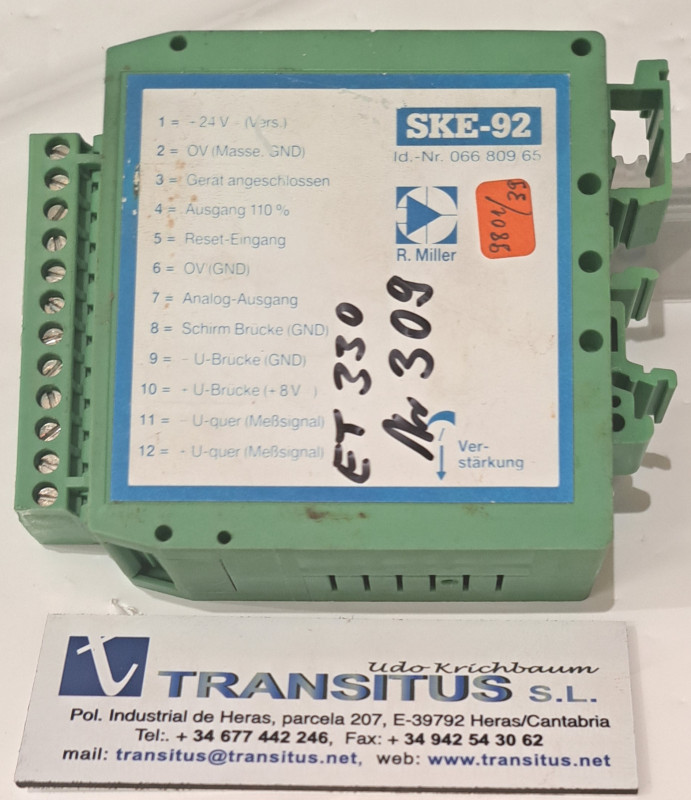 1 = - 24 V - (Vers.)
2 = OV (Masse, GND)
3 = Gerät angeschlossen
4 = Ausgang 110 %
5 = Reset-Eingang
6 = OV (GND)
7 = Analog-Ausgang
8 = Schirm Brücke (GND)
9 = - U-Brücke (GND)
10 = - U-Brücke (+ 8 V )
11 = - U-quer (Meßsignal)
12 = - U-quer (Meßsignal)
SKE-92
Id.-Nr. 066 809 65
R. Miller
9801/39
ET 330
Nr 309
Ver-
stärkung
t
Udo Krichbaum
TRANSITUS S.L.
Pol. Industrial de Heras, parcela 207, E-39792 Heras/Cantabria
Tel:. + 34 677 442 246, Fax: + 34 942 54 30 62
mail: transitus@transitus.net, web: www.transitus.net